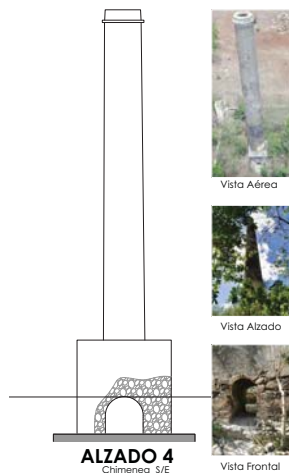 Vista Aérea
Vista Alzado
ALZADO 4
Chimenea S/E
Vista Frontal